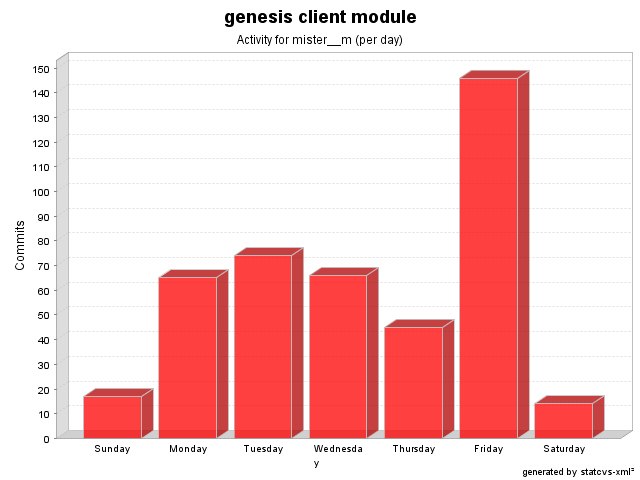 genesis client module
Activity for mister__m (per day)
150
140
130
120
110
100
90
80
70
60
50
40
30
20
10
0
Commits
Sunday Monday Tuesday Wednesda Thursday Friday Saturday
y
generated by statcvs-xml²